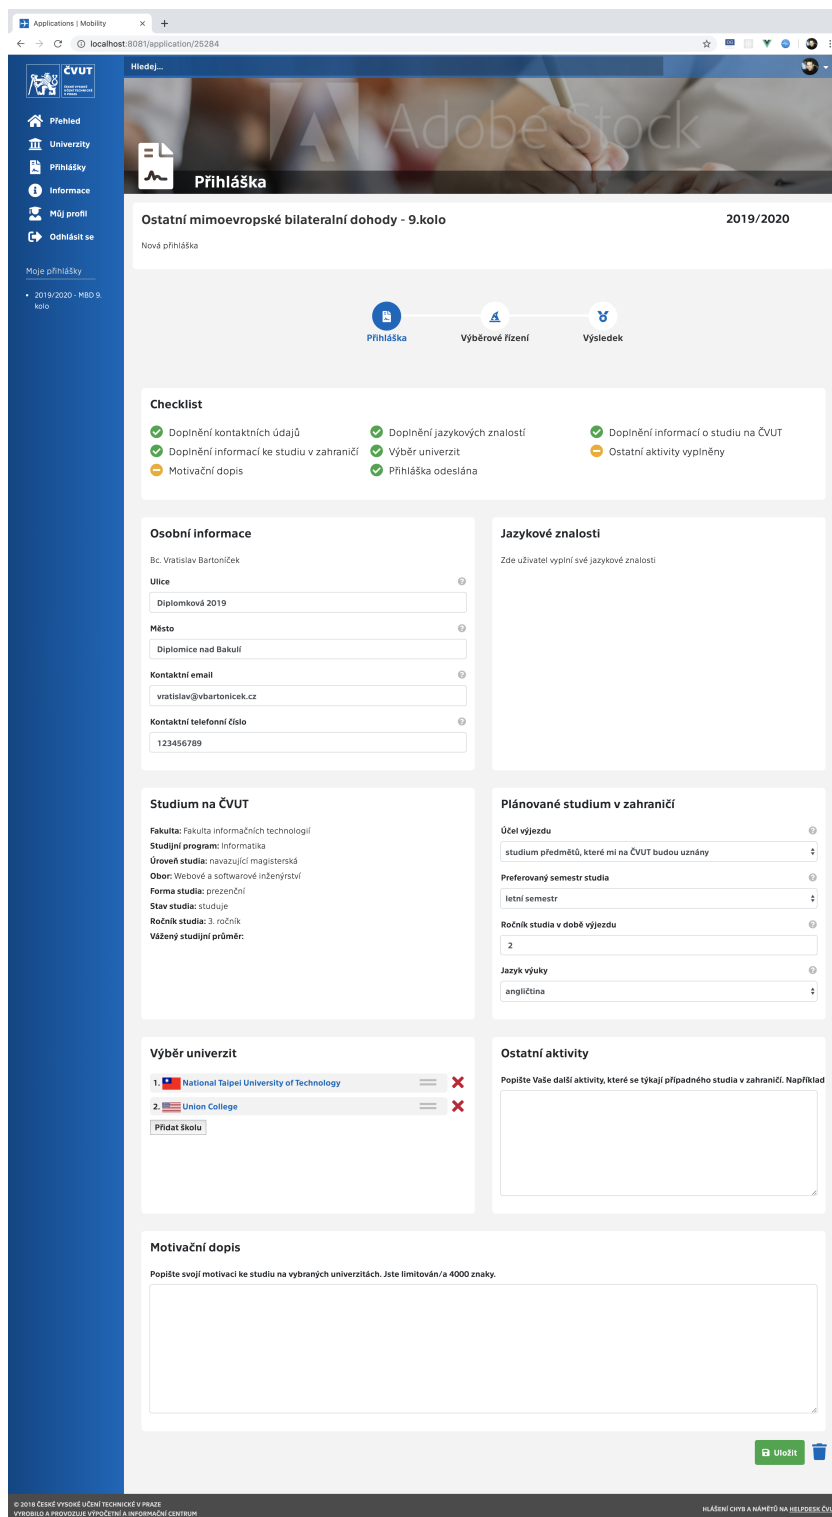 Applications | Mobility
localhost:8081/application/25284
ČVUT
ČESKÉ VYSOKÉ
UČENÍ TECHNICKÉ
V PRAZE
Hledej...
Přehled
Univerzity
Přihlášky
Informace
Můj profil
Odhlásit se
Moje přihlášky
2019/2020 - MBD 9.
kolo
Adobe Stock
Přihláška
Ostatní mimoevropské bilateralní dohody - 9.kolo
2019/2020
Nová přihláška
Přihláška
Výběrové řízení
Výsledek
Checklist
Doplnění kontaktních údajů
Doplnění jazykových znalostí
Doplnění informací o studiu na ČVUT
Doplnění informací ke studiu v zahraničí
Výběr univerzit
Ostatní aktivity vyplněny
Motivační dopis
Přihláška odeslána
Osobní informace
Bc. Vratislav Bartoníček
Ulice
Diplomková 2019
Město
Diplomice nad Bakulí
Kontaktní email
vratislav@vbartonicek.cz
Kontaktní telefonní číslo
123456789
Jazykové znalosti
Zde uživatel vyplní své jazykové znalosti
Studium na ČVUT
Fakulta: Fakulta informačních technologií
Studijní program: Informatika
Úroveň studia: navazující magisterská
Obor: Webové a softwarové inženýrství
Forma studia: prezenční
Stav studia: studuje
Ročník studia: 3. ročník
Vážený studijní průměr:
Plánované studium v zahraničí
Účel výjezdu
studium předmětů, které mi na ČVUT budou uznány
Preferovaný semestr studia
letní semestr
Ročník studia v době výjezdu
2
Jazyk výuky
angličtina
Výběr univerzit
1. National Taipei University of Technology
2. Union College
Přidat školu
Ostatní aktivity
Popište Vaše další aktivity, které se týkají případného studia v zahraničí. Například
Motivační dopis
Popište svojí motivaci ke studiu na vybraných univerzitách. Jste limitován/a 4000 znaky.
Uložit
© 2018 ČESKÉ VYSOKÉ UČENÍ TECHNICKÉ V PRAZE
VYROBILO A PROVOZUJE VÝPOČETNÍ A INFORMAČNÍ CENTRUM
HLÁŠENÍ CHYB A NÁMĚTŮ NA HELPDESK ČVU